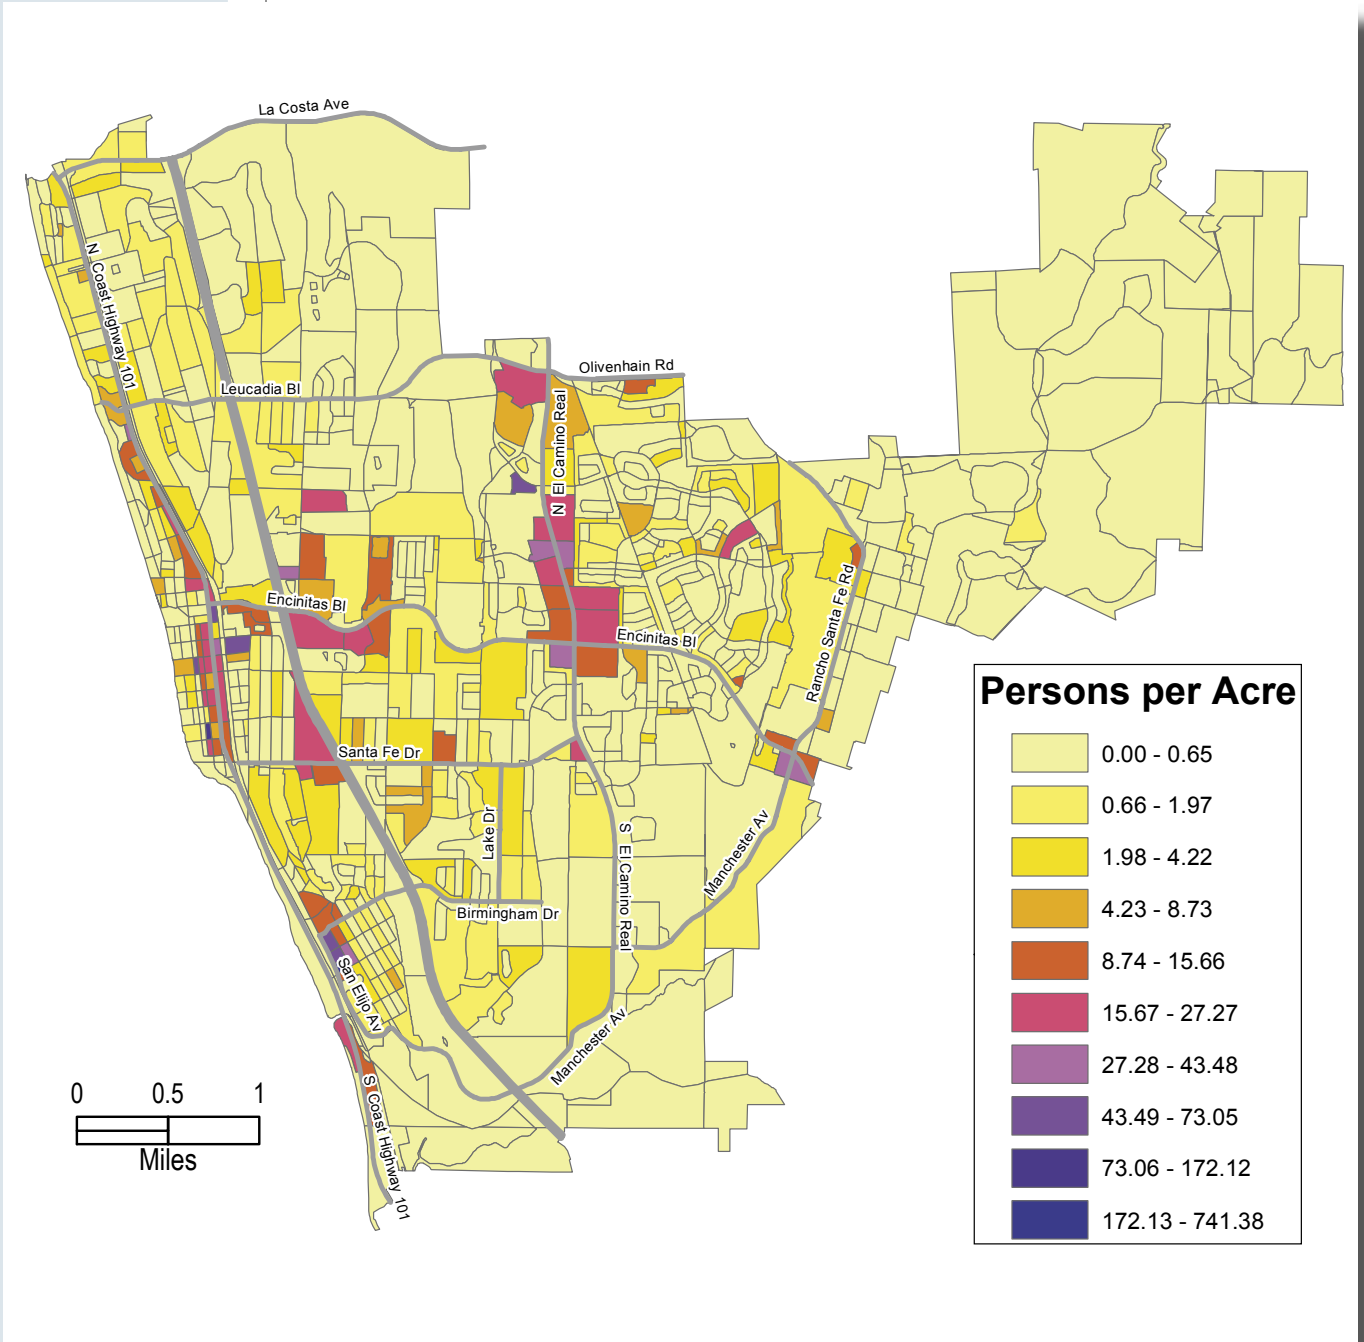 La Costa Ave
N Coast Highway 101
Olivenhain Rd
Leucadia Bl
N El Camino Real
Encinitas Bl
Encinitas Bl
Rancho Santa Fe Rd
Santa Fe Dr
Lake Dr
S El Camino Real
Manchester Av
Birmingham Dr
San Elijo Av
Manchester Av
S Coast Highway 101
0 0.5 1
Miles
Persons per Acre
0.00 - 0.65
0.66 - 1.97
1.98 - 4.22
4.23 - 8.73
8.74 - 15.66
15.67 - 27.27
27.28 - 43.48
43.49 - 73.05
73.06 - 172.12
172.13 - 741.38